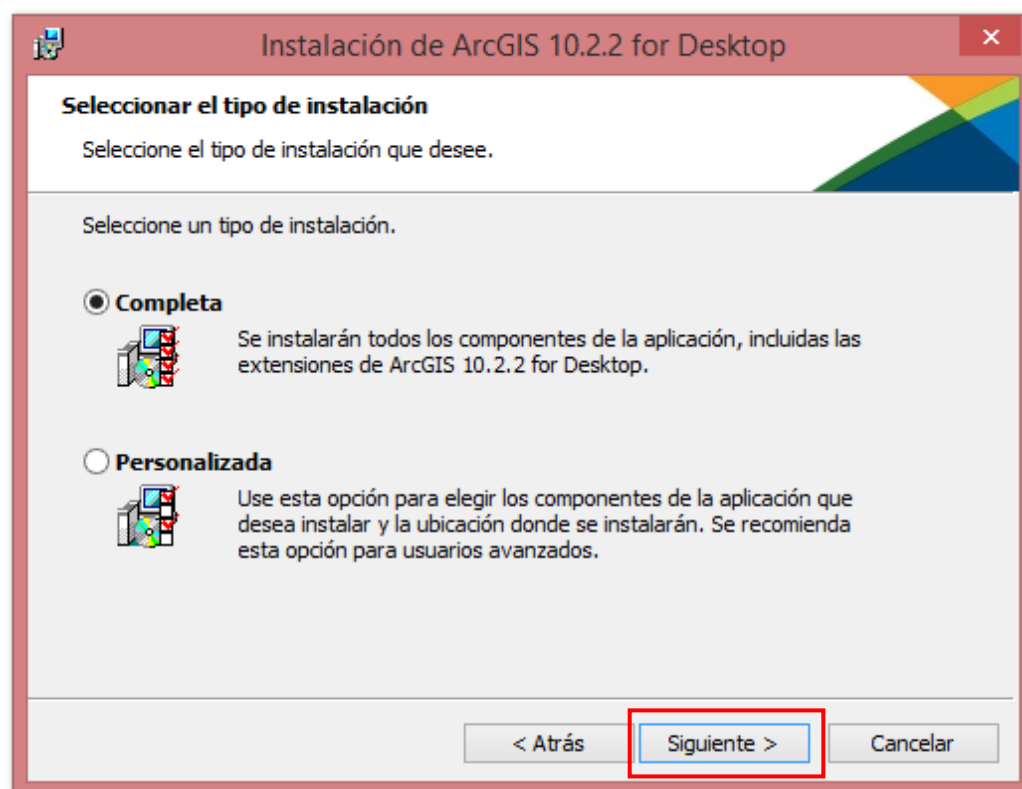 Instalación de ArcGIS 10.2.2 for Desktop
Seleccionar el tipo de instalación
Seleccione el tipo de instalación que desee.
Seleccione un tipo de instalación.
Completa
Se instalarán todos los componentes de la aplicación, incluidas las
extensiones de ArcGIS 10.2.2 for Desktop.
Personalizada
Use esta opción para elegir los componentes de la aplicación que
desea instalar y la ubicación donde se instalarán. Se recomienda
esta opción para usuarios avanzados.
< Atrás
Siguiente >
Cancelar